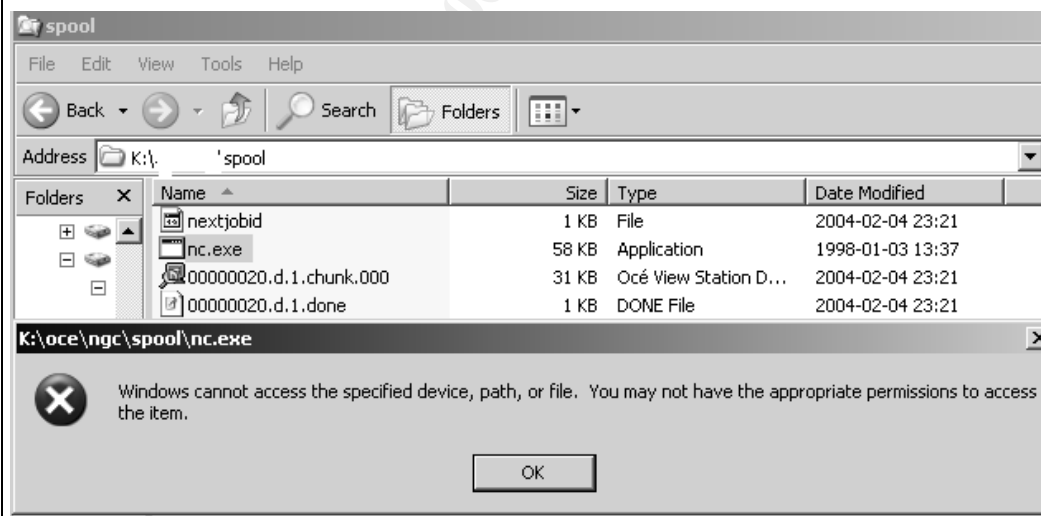 spool
File Edit View Tools Help
Back Search Folders
Address K:\. 'spool
Folders X Name Size Type Date Modified
nextjobid 1 KB File 2004-02-04 23:21
nc.exe 58 KB Application 1998-01-03 13:37
00000020.d.1.chunk.000 31 KB Océ View Station D... 2004-02-04 23:21
00000020.d.1.done 1 KB DONE File 2004-02-04 23:21
K:\oce\ngc\spool\nc.exe
Windows cannot access the specified device, path, or file. You may not have the appropriate permissions to access
the item.
OK